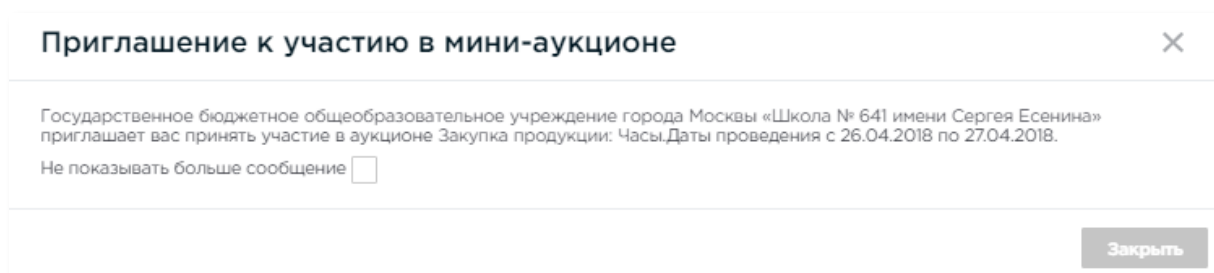 Приглашение к участию в мини-аукционе
Государственное бюджетное общеобразовательное учреждение города Москвы «Школа № 641 имени Сергея Есенина»
приглашает вас принять участие в аукционе Закупка продукции: Часы.Даты проведения с 26.04.2018 по 27.04.2018.
Не показывать больше сообщение
Закрыть